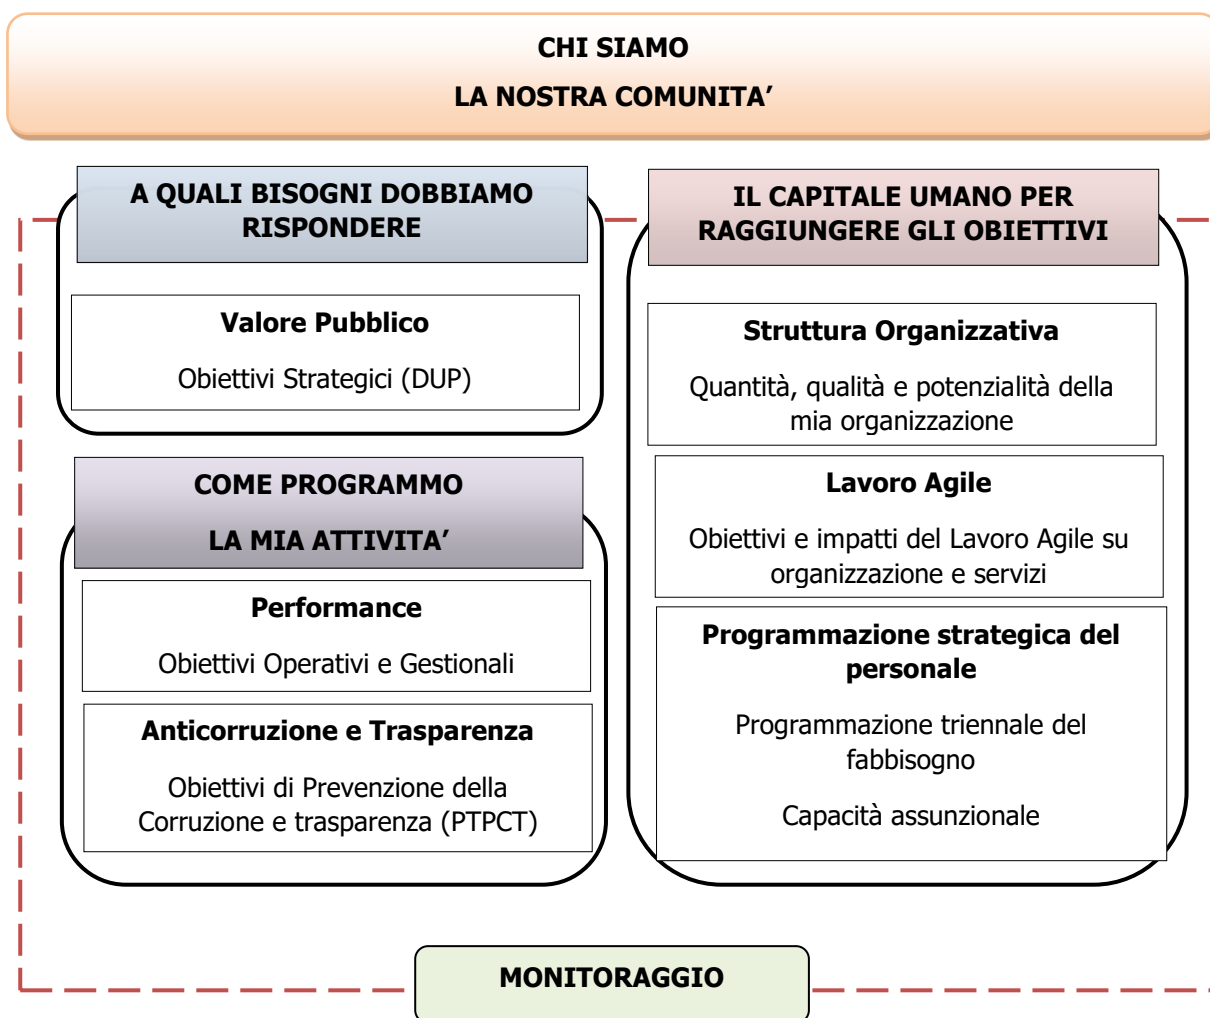 CHI SIAMO
LA NOSTRA COMUNITA’
A QUALI BISOGNI DOBBIAMO
RISPONDERE
Valore Pubblico
Obiettivi Strategici (DUP)
COME PROGRAMMO
LA MIA ATTIVITA’
Performance
Obiettivi Operativi e Gestionali
Anticorruzione e Trasparenza
Obiettivi di Prevenzione della
Corruzione e trasparenza (PTPCT)
IL CAPITALE UMANO PER
RAGGIUNGERE GLI OBIETTIVI
Struttura Organizzativa
Quantità, qualità e potenzialità della
mia organizzazione
Lavoro Agile
Obiettivi e impatti del Lavoro Agile su
organizzazione e servizi
Programmazione strategica del
personale
Programmazione triennale del
fabbisogno
Capacità assunzionale
MONITORAGGIO